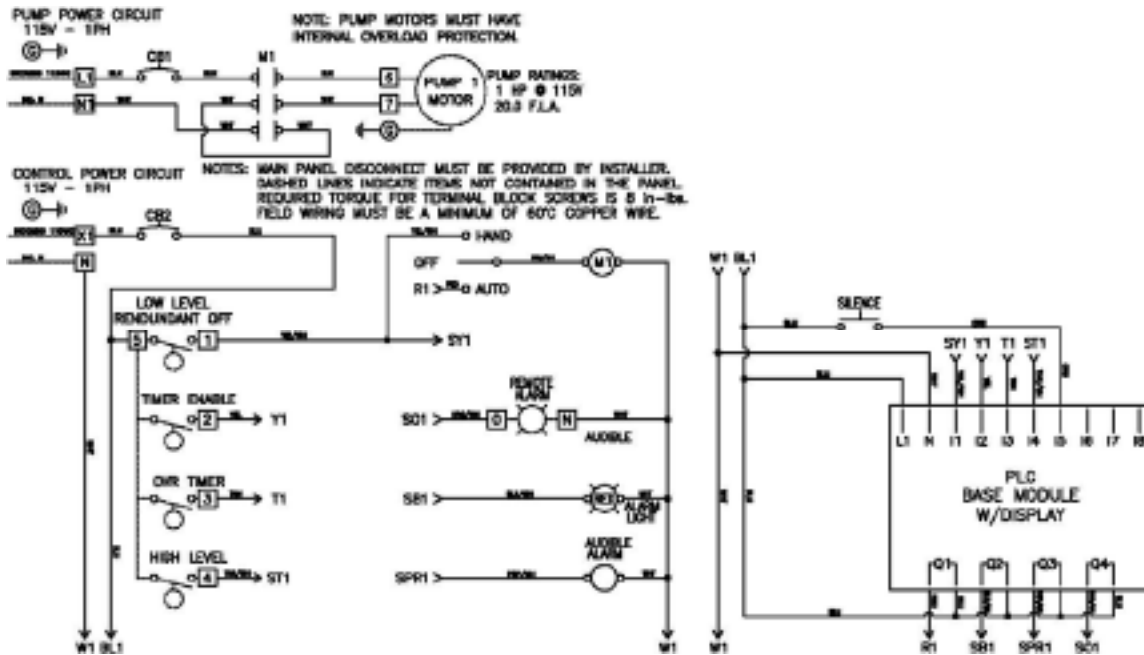 PUMP POWER CIRCUIT
115V - 1PH
G
NOTE: PUMP MOTORS MUST HAVE
INTERNAL OVERLOAD PROTECTION.
CB1
M1
L1
BLK
BLK
BLK
6
N1
7
G
PUMP 1
MOTOR
PUMP RATINGS:
1 HP @ 115V
20.0 F.L.A.
NOTES: MAIN PANEL DISCONNECT MUST BE PROVIDED BY INSTALLER.
DASHED LINES INDICATE ITEMS NOT CONTAINED IN THE PANEL.
REQUIRED TORQUE FOR TERMINAL BLOCK SCREWS IS 8 in-lbs.
FIELD WIRING MUST BE A MINIMUM OF 60°C COPPER WIRE.
CONTROL POWER CIRCUIT
115V - 1PH
G
CB2
X1
N
HAND
OFF
M1
R1
AUTO
LOW LEVEL
RENDUNDANT OFF
5
1
SY1
TIMER ENABLE
2
Y1
SO1
O
REMOTE
ALARM
N
AUDIBLE
OVR TIMER
3
T1
SB1
RED
ALARM
LIGHT
HIGH LEVEL
4
ST1
SPR1
AUDIBLE
ALARM
W1 BL1
W1
W1 BL1
SILENCE
SY1 Y1 T1 ST1
L1 N I1 I2 I3 I4 I5 I6 I7 I8
PLC
BASE MODULE
W/DISPLAY
Q1 Q2 Q3 Q4
W1
R1 SB1 SPR1 SO1